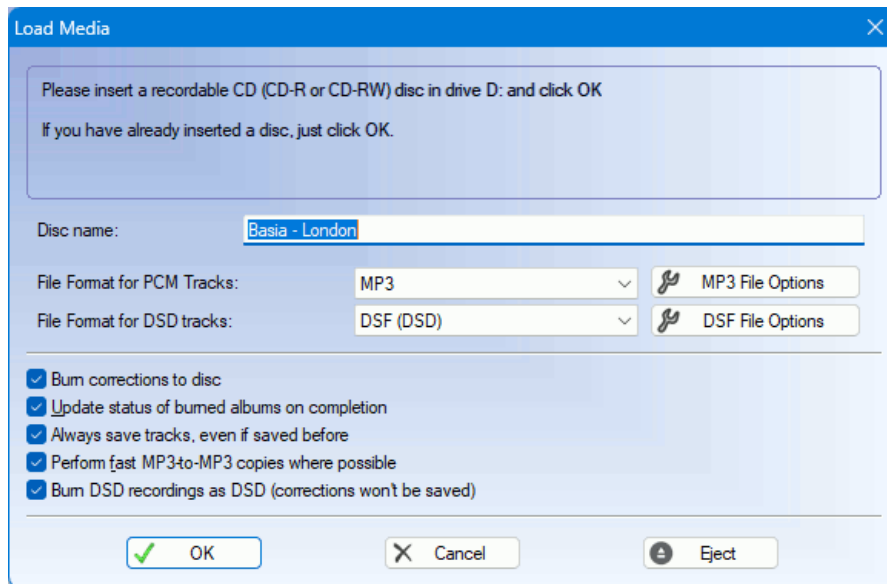 Load Media
Please insert a recordable CD (CD-R or CD-RW) disc in drive D: and click OK
If you have already inserted a disc, just click OK.
Disc name: Basia - London
File Format for PCM Tracks: MP3 MP3 File Options
File Format for DSD tracks: DSF (DSD) DSF File Options
Burn corrections to disc
Update status of burned albums on completion
Always save tracks, even if saved before
Perform fast MP3-to-MP3 copies where possible
Burn DSD recordings as DSD (corrections won't be saved)
OK Cancel Eject